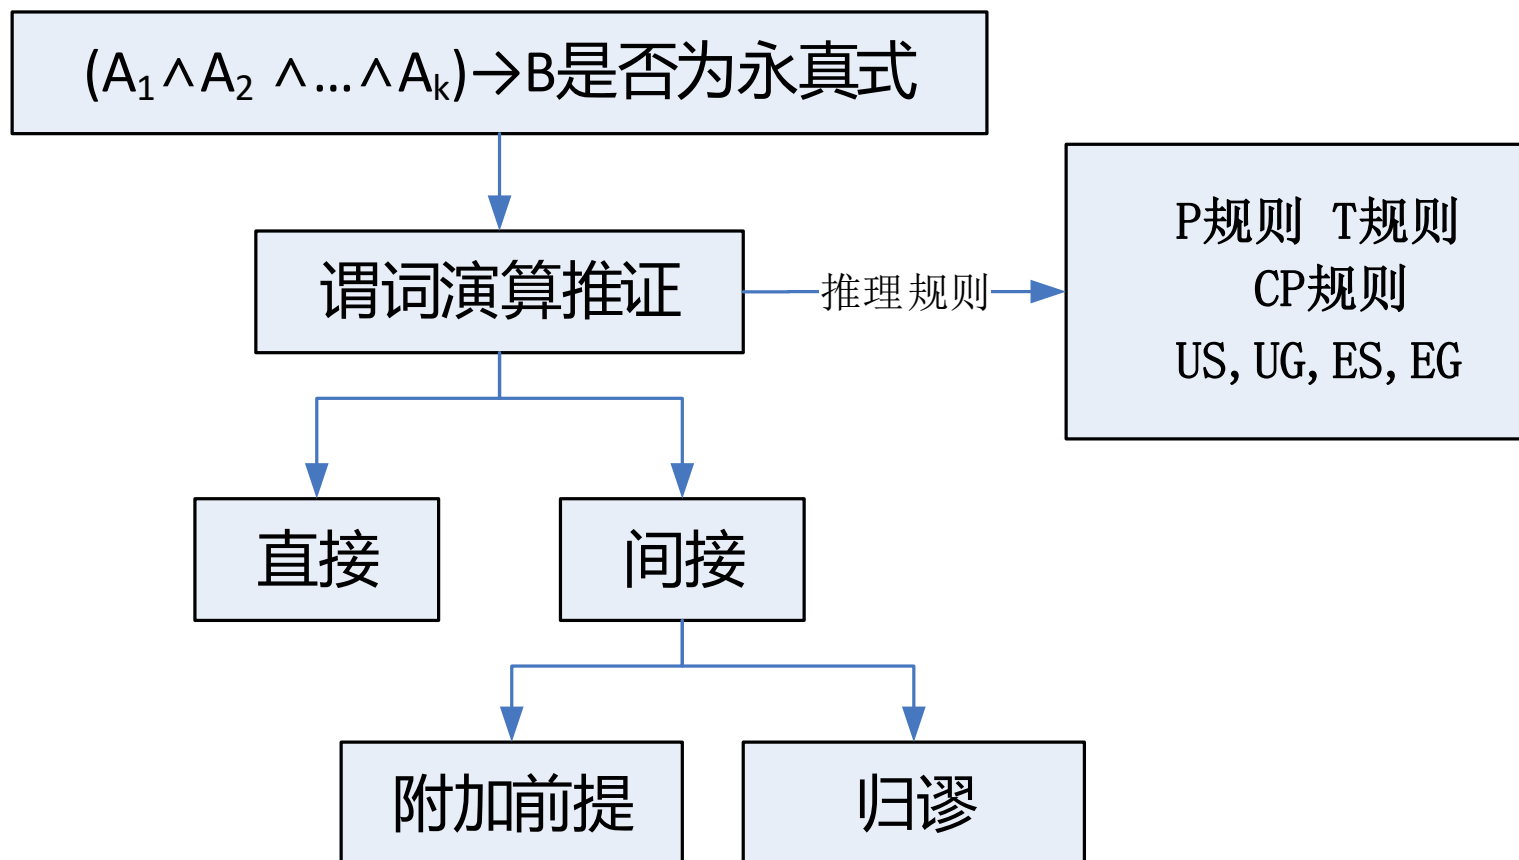 (A₁∧A₂ ∧…∧Aₖ)→B是否为永真式
谓词演算推证
推理规则
P规则 T规则
CP规则
US, UG, ES, EG
直接
间接
附加前提
归谬